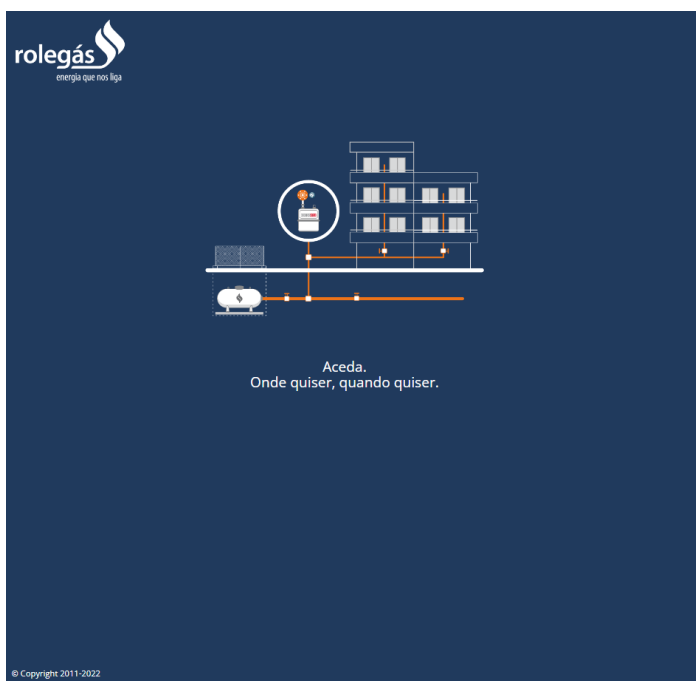 rolegás
energia que nos liga
Aceda.
Onde quiser, quando quiser.
© Copyright 2011-2022